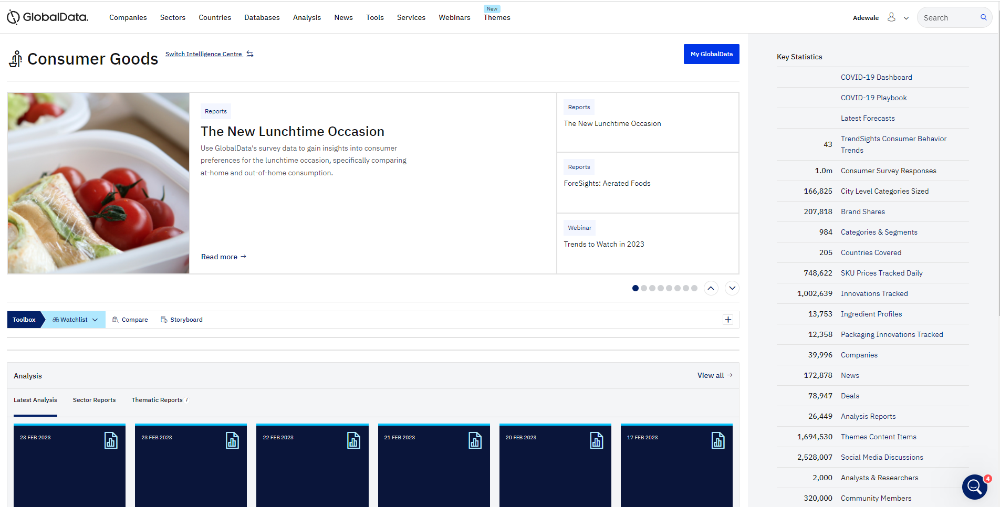 GlobalData.
Companies
Sectors
Countries
Databases
Analysis
News
Tools
Services
Webinars
New
Themes
Adewale
Search
Consumer Goods
Switch Intelligence Centre
My GlobalData
Reports
The New Lunchtime Occasion
Use GlobalData's survey data to gain insights into consumer
preferences for the lunchtime occasion, specifically comparing
at-home and out-of-home consumption.
Read more →
Reports
The New Lunchtime Occasion
Reports
ForeSights: Aerated Foods
Webinar
Trends to Watch in 2023
Toolbox
Watchlist
Compare
Storyboard
+
Analysis
View all →
Latest Analysis
Sector Reports
Thematic Reports i
23 FEB 2023
23 FEB 2023
22 FEB 2023
21 FEB 2023
20 FEB 2023
17 FEB 2023
Key Statistics
COVID-19 Dashboard
COVID-19 Playbook
Latest Forecasts
43 TrendSights Consumer Behavior
Trends
1.0m Consumer Survey Responses
166,825 City Level Categories Sized
207,818 Brand Shares
984 Categories & Segments
205 Countries Covered
748,622 SKU Prices Tracked Daily
1,002,639 Innovations Tracked
13,753 Ingredient Profiles
12,358 Packaging Innovations Tracked
39,996 Companies
172,878 News
78,947 Deals
26,449 Analysis Reports
1,694,530 Themes Content Items
2,528,007 Social Media Discussions
2,000 Analysts & Researchers
320,000 Community Members
4